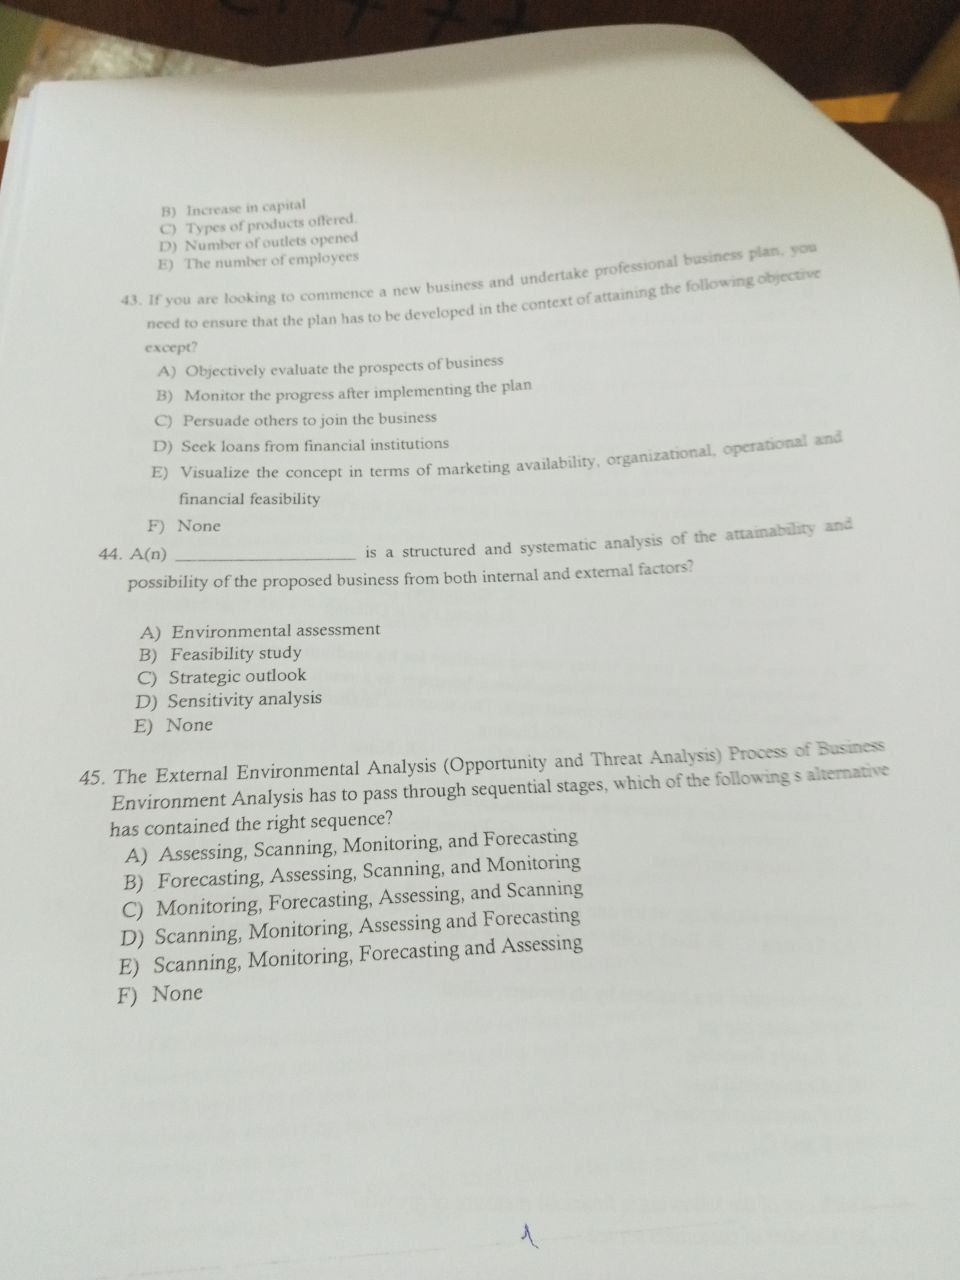 B) Increase in capital
C) Types of products offered.
D) Number of outlets opened
E) The number of employees
43. If you are looking to commence a new business and undertake professional business plan, you
need to ensure that the plan has to be developed in the context of attaining the following objective
except?
A) Objectively evaluate the prospects of business
B) Monitor the progress after implementing the plan
C) Persuade others to join the business
D) Seek loans from financial institutions
E) Visualize the concept in terms of marketing availability, organizational, operational and
financial feasibility
F) None
44. A(n) ____________________ is a structured and systematic analysis of the attainability and
possibility of the proposed business from both internal and external factors?
A) Environmental assessment
B) Feasibility study
C) Strategic outlook
D) Sensitivity analysis
E) None
45. The External Environmental Analysis (Opportunity and Threat Analysis) Process of Business
Environment Analysis has to pass through sequential stages, which of the following s alternative
has contained the right sequence?
A) Assessing, Scanning, Monitoring, and Forecasting
B) Forecasting, Assessing, Scanning, and Monitoring
C) Monitoring, Forecasting, Assessing, and Scanning
D) Scanning, Monitoring, Assessing and Forecasting
E) Scanning, Monitoring, Forecasting and Assessing
F) None